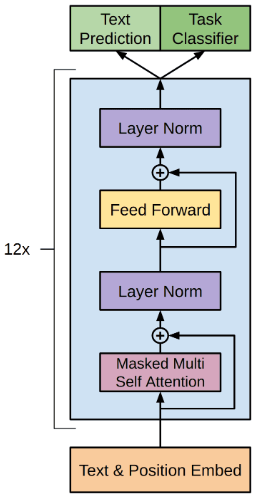 Text
Prediction
Task
Classifier
Layer Norm
Feed Forward
12x
Layer Norm
Masked Multi
Self Attention
Text & Position Embed